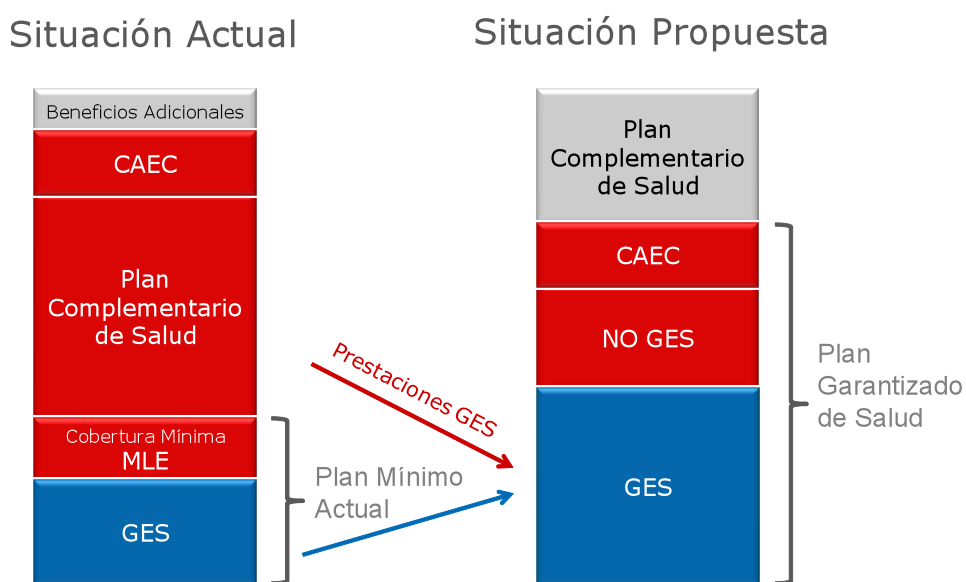 Situación Actual
Situación Propuesta
Beneficios Adicionales
CAEC
Plan
Complementario
de Salud
Cobertura Mínima
MLE
GES
Plan Mínimo
Actual
Prestaciones GES
Plan
Complementario
de Salud
CAEC
NO GES
GES
Plan
Garantizado
de Salud